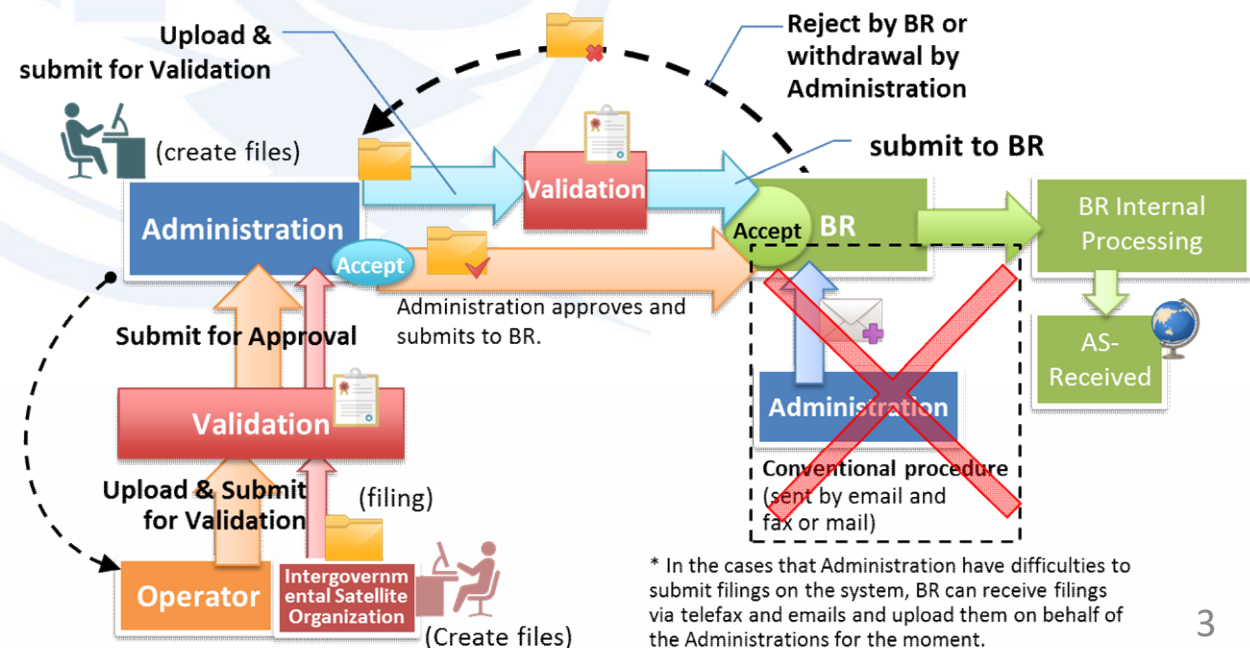 Upload &
submit for Validation
Reject by BR or
withdrawal by
Administration
(create files)
submit to BR
Validation
Administration
Accept
BR
BR Internal
Processing
Accept
Administration approves and
submits to BR.
Submit for Approval
AS-
Received
Validation
Administration
Conventional procedure
(sent by email and
fax or mail)
Upload & Submit
for Validation
(filing)
Operator
Intergovernm
ental Satellite
Organization
(Create files)
* In the cases that Administration have difficulties to
submit filings on the system, BR can receive filings
via telefax and emails and upload them on behalf of
the Administrations for the moment.
3